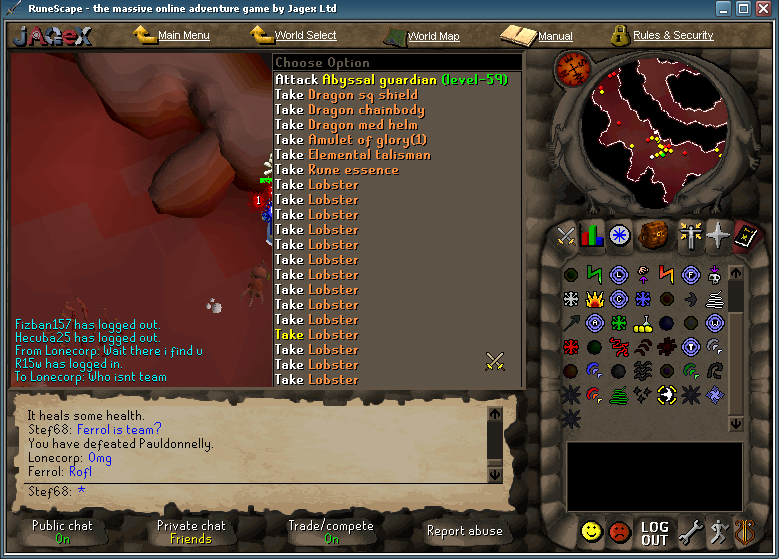 RuneScape - the massive online adventure game by Jagex Ltd
JAGEX Main Menu World Select World Map Manual Rules & Security
Choose Option
Attack Abyssal guardian (level-59)
Take Dragon sq shield
Take Dragon chainbody
Take Dragon med helm
Take Amulet of glory(1)
Take Elemental talisman
Take Rune essence
Take Lobster
Take Lobster
Take Lobster
Take Lobster
Take Lobster
Take Lobster
Take Lobster
Take Lobster
Take Lobster
Take Lobster
Take Lobster
Take Lobster
Take Lobster
Take Lobster
1
Fizban157 has logged out.
Hecuba25 has logged out.
From Lonecorp: Wait there i find u
R15w has logged in.
To Lonecorp: Who isnt team
It heals some health.
Stef68: Ferrol is team?
You have defeated Pauldonnelly.
Lonecorp: Omg
Ferrol: Rofl
Stef68: *
Public chat
On
Private chat
Friends
Trade/compete
On
Report abuse
LOG
OUT